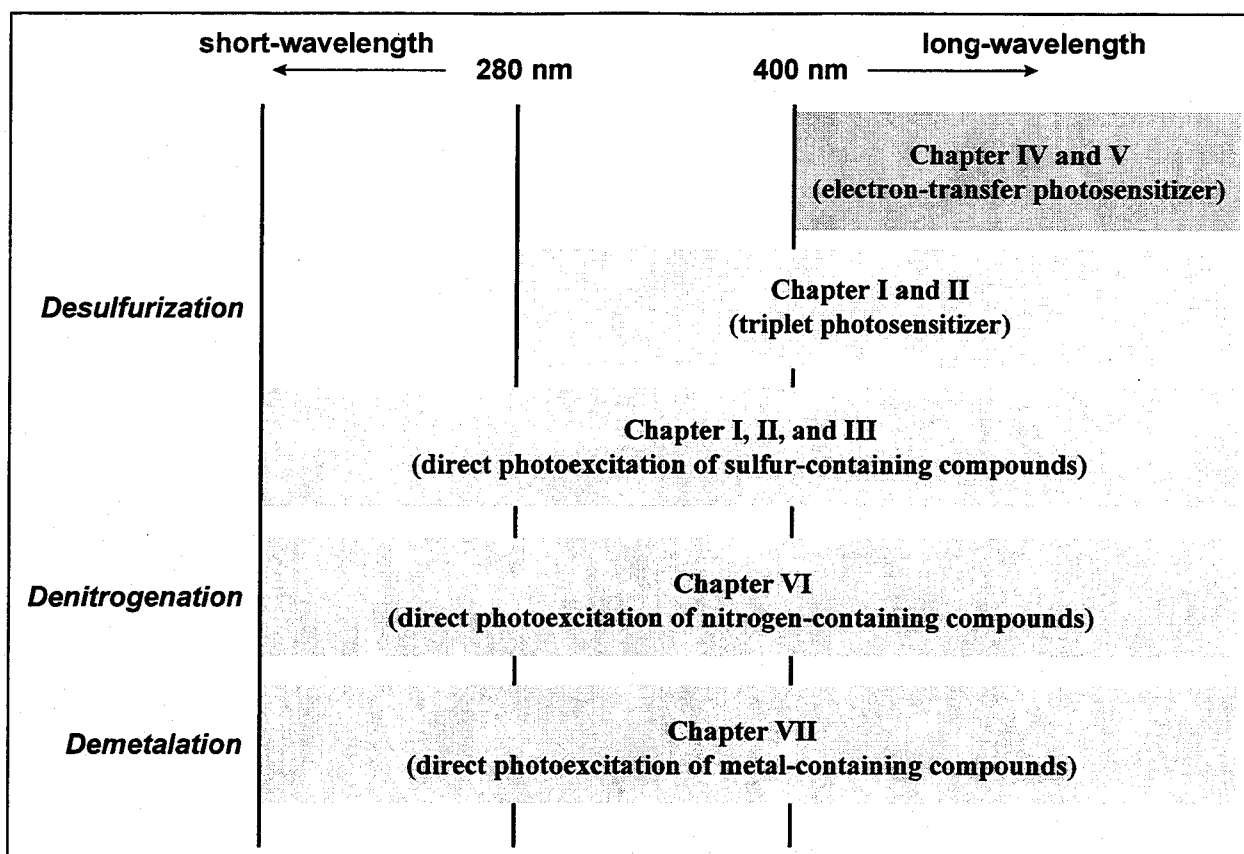 short-wavelength
long-wavelength
280 nm
400 nm
Chapter IV and V
(electron-transfer photosensitizer)
Desulfurization
Chapter I and II
(triplet photosensitizer)
Chapter I, II, and III
(direct photoexcitation of sulfur-containing compounds)
Denitrogenation
Chapter VI
(direct photoexcitation of nitrogen-containing compounds)
Demetalation
Chapter VII
(direct photoexcitation of metal-containing compounds)